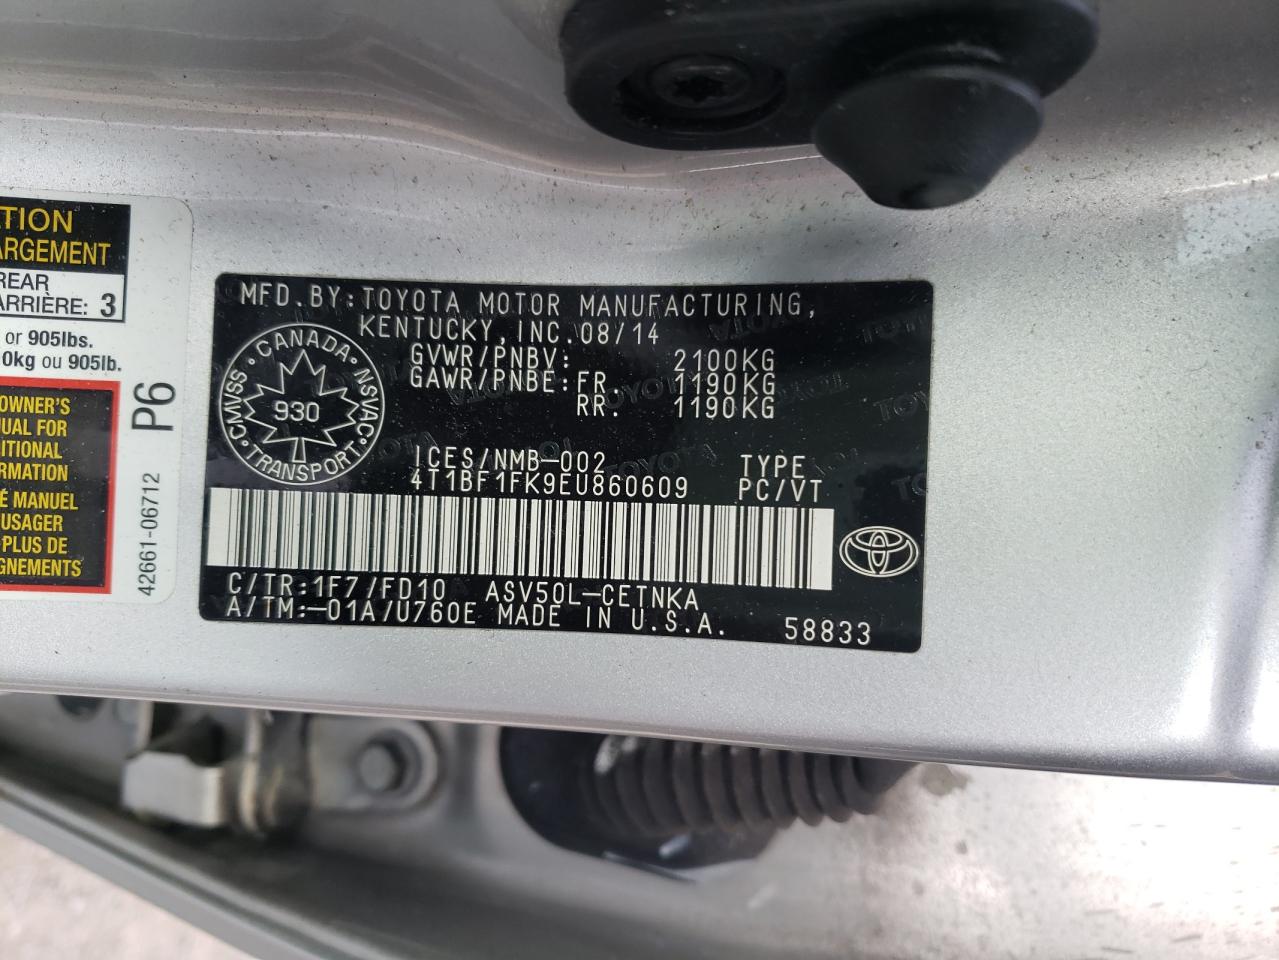 TION
ARGEMENT
REAR
ARRIÈRE: 3
or 905lbs.
0kg ou 905lb.
OWNER'S
UAL FOR
ITIONAL
ORMATION
E MANUEL
USAGER
PLUS DE
GNEMENTS
P6
42661-06712
MFD.BY:TOYOTA MOTOR MANUFACTURING,
KENTUCKY,INC.08/14
GVWR/PNBV: 2100KG
GAWR/PNBE:FR. 1190KG
RR. 1190KG
CANADA
CMVSS NSVAC
930
TRANSPORT
ICES/NMB-002 TYPE
4T1BF1FK9EU860609 PC/VT
C/TR:1F7/FD10 ASV50L-CETNKA
A/TM:-01A/U760E MADE IN U.S.A. 58833